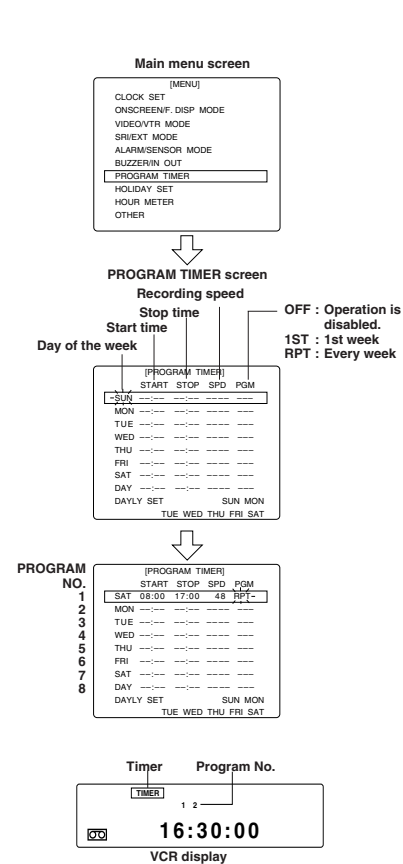 Main menu screen
[MENU]
CLOCK SET
ONSCREEN/F. DISP MODE
VIDEO/VTR MODE
SRI/EXT MODE
ALARM/SENSOR MODE
BUZZER/IN OUT
PROGRAM TIMER
HOLIDAY SET
HOUR METER
OTHER
PROGRAM TIMER screen
Recording speed
Stop time
Start time
Day of the week
OFF : Operation is
disabled.
1ST : 1st week
RPT : Every week
[PROGRAM TIMER]
START STOP SPD PGM
-SUN --:-- --:-- ---- ---
MON --:-- --:-- ---- ---
TUE --:-- --:-- ---- ---
WED --:-- --:-- ---- ---
THU --:-- --:-- ---- ---
FRI --:-- --:-- ---- ---
SAT --:-- --:-- ---- ---
DAY --:-- --:-- ---- ---
DAYLY SET SUN MON
TUE WED THU FRI SAT
PROGRAM
NO.
[PROGRAM TIMER]
START STOP SPD PGM
1 SAT 08:00 17:00 48 RPT-
2 MON --:-- --:-- ---- ---
3 TUE --:-- --:-- ---- ---
4 WED --:-- --:-- ---- ---
5 THU --:-- --:-- ---- ---
6 FRI --:-- --:-- ---- ---
7 SAT --:-- --:-- ---- ---
8 DAY --:-- --:-- ---- ---
DAYLY SET SUN MON
TUE WED THU FRI SAT
Timer Program No.
TIMER
1 2
16:30:00
VCR display